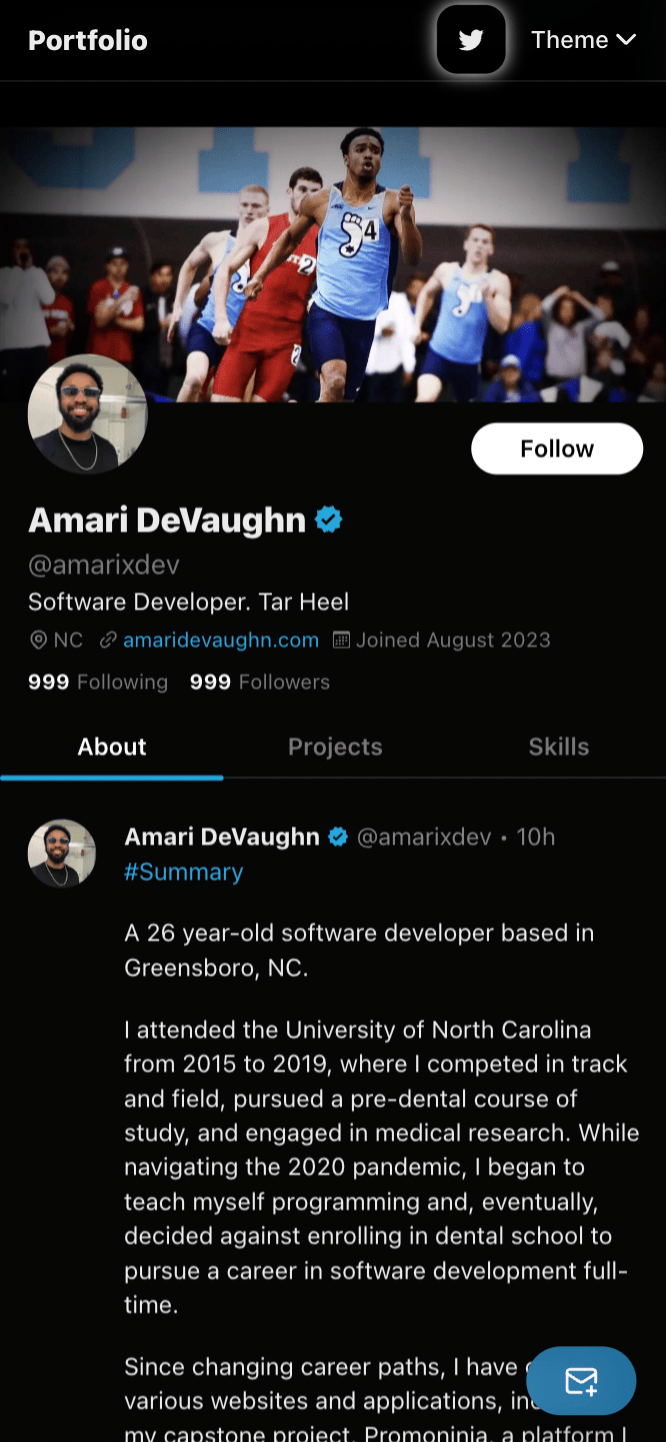 Portfolio
Theme
4
2
2
Follow
Amari DeVaughn
@amarixdev
Software Developer. Tar Heel
NC amaridevaughn.com Joined August 2023
999 Following 999 Followers
About Projects Skills
Amari DeVaughn @amarixdev • 10h
#Summary
A 26 year-old software developer based in
Greensboro, NC.
I attended the University of North Carolina
from 2015 to 2019, where I competed in track
and field, pursued a pre-dental course of
study, and engaged in medical research. While
navigating the 2020 pandemic, I began to
teach myself programming and, eventually,
decided against enrolling in dental school to
pursue a career in software development full-
time.
Since changing career paths, I have
various websites and applications,
my capstone project, Promoninja, a platform I